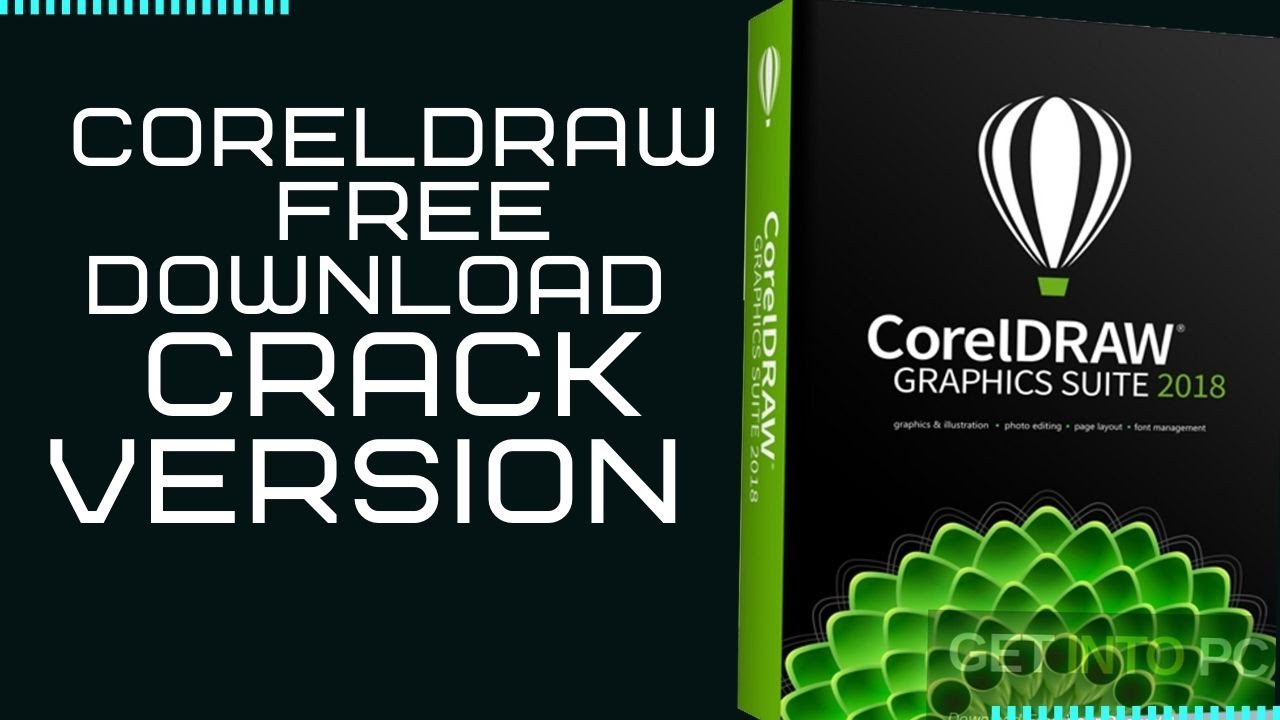 CORELDRAW
FREE
DOWNLOAD
CRACK
VERSION
CorelDRAW
GRAPHICS SUITE 2018
CorelDRAW®
GRAPHICS SUITE 2018
graphics & illustration • photo editing • page layout • font management
GET INTO PC